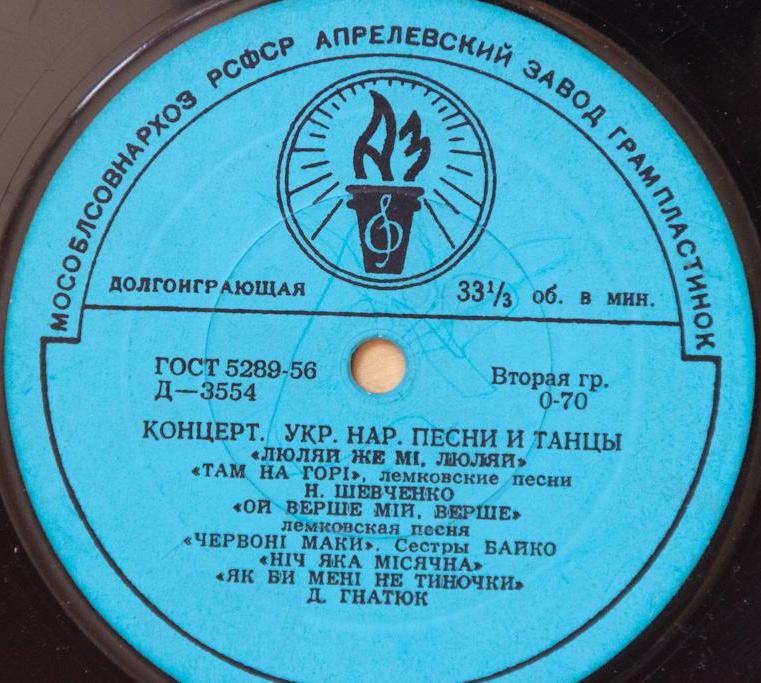 МОСОБЛСОВНАРХОЗ РСФСР АПРЕЛЕВСКИЙ ЗАВОД ГРАМПЛАСТИНОК
АЗ
ДОЛГОИГРАЮЩАЯ 33⅓ об. в мин.
ГОСТ 5289-56
Д—3554
Вторая гр.
0-70
КОНЦЕРТ. УКР. НАР. ПЕСНИ И ТАНЦЫ
«ЛЮЛЯЙ ЖЕ МІ, ЛЮЛЯЙ»
«ТАМ НА ГОРІ», лемковские песни
Н. ШЕВЧЕНКО
«ОЙ ВЕРШЕ МІЙ, ВЕРШЕ»
лемковская песня
«ЧЕРВОНІ МАКИ». Сестры БАЙКО
«НІЧ ЯКА МІСЯЧНА»
«ЯК БИ МЕНІ НЕ ТИНОЧКИ»
Д. ГНАТЮК